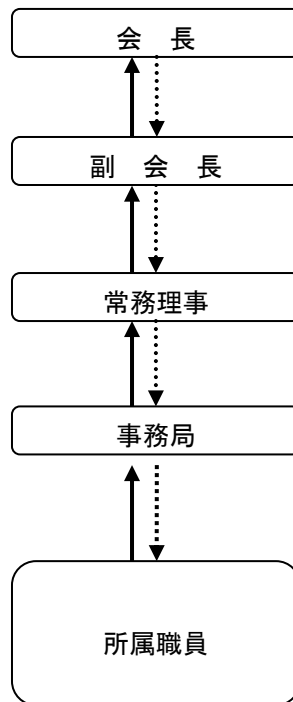 会　長
副　会　長
常務理事
事務局
所属職員